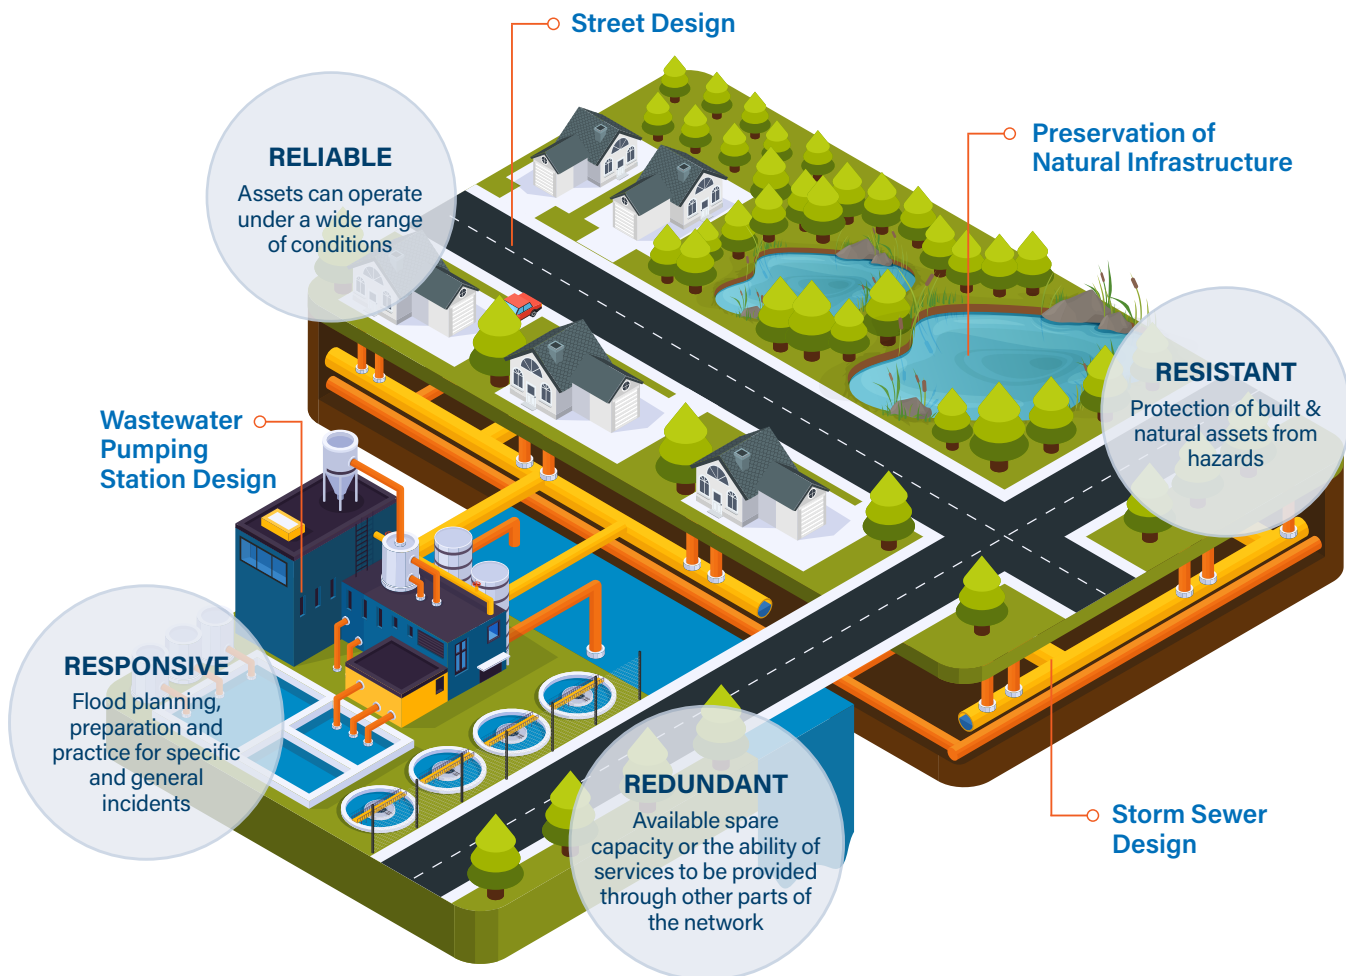 Street Design
RELIABLE
Assets can operate
under a wide range
of conditions
Preservation of
Natural Infrastructure
RESISTANT
Protection of built &
natural assets from
hazards
Wastewater
Pumping
Station Design
RESPONSIVE
Flood planning,
preparation and
practice for specific
and general
incidents
REDUNDANT
Available spare
capacity or the ability of
services to be provided
through other parts of
the network
Storm Sewer
Design